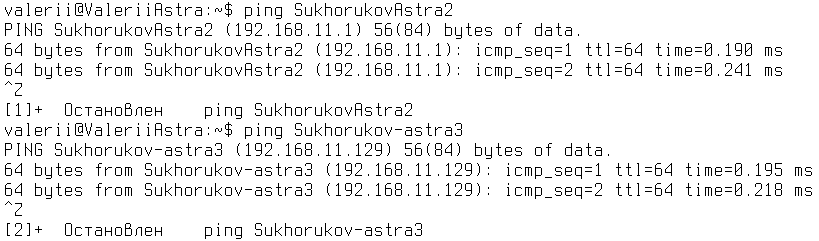 valerii@ValeriiAstra:~$ ping SukhorukovAstra2
PING SukhorukovAstra2 (192.168.11.1) 56(84) bytes of data.
64 bytes from SukhorukovAstra2 (192.168.11.1): icmp_seq=1 ttl=64 time=0.190 ms
64 bytes from SukhorukovAstra2 (192.168.11.1): icmp_seq=2 ttl=64 time=0.241 ms
^Z
[1]+  Остановлен    ping SukhorukovAstra2
valerii@ValeriiAstra:~$ ping Sukhorukov-astra3
PING Sukhorukov-astra3 (192.168.11.129) 56(84) bytes of data.
64 bytes from Sukhorukov-astra3 (192.168.11.129): icmp_seq=1 ttl=64 time=0.195 ms
64 bytes from Sukhorukov-astra3 (192.168.11.129): icmp_seq=2 ttl=64 time=0.218 ms
^Z
[2]+  Остановлен    ping Sukhorukov-astra3